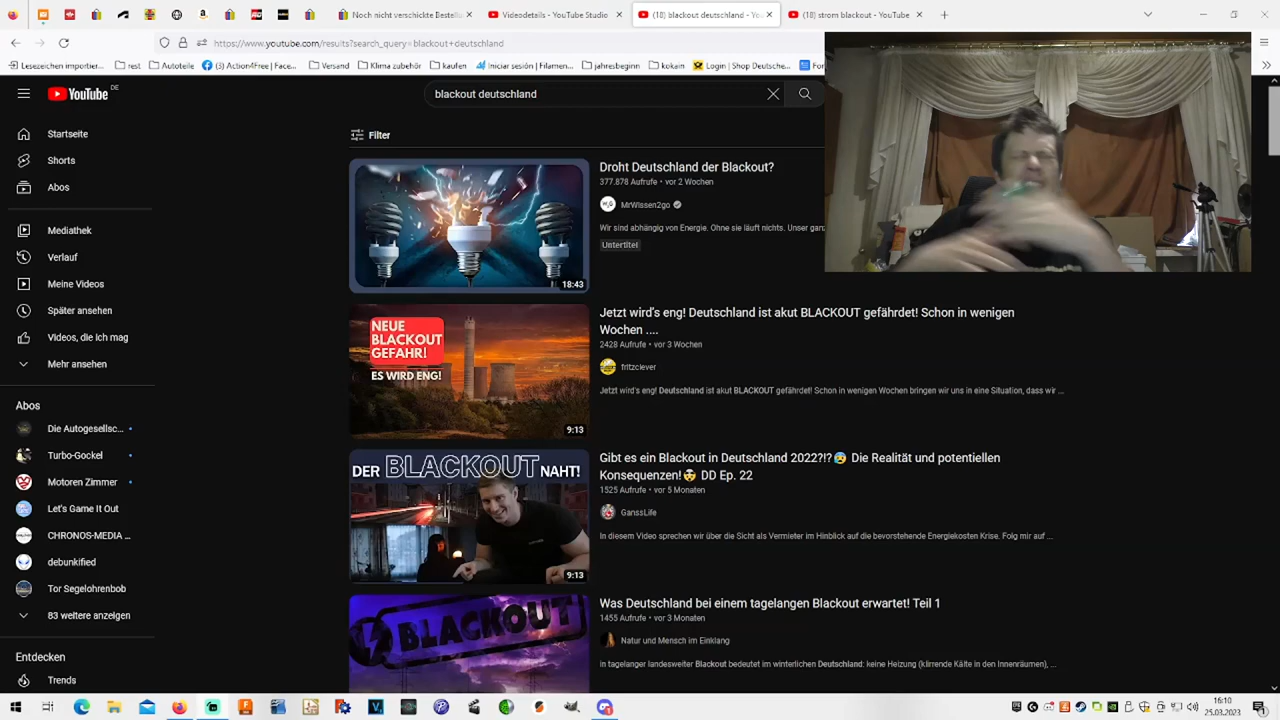 Noch nicht verschickte Bestell...
Videodetails - YouTube Studio
(18) blackout deutschland - Yo...
(18) strom blackout - YouTube
https://www.youtube.com/results?search_query=blackout+deutschland
Lesezeichen importier...
rest
Autoteile
(3) Action4free | Face...
Versand
Klima zubehör
kaufen
Iniciar sesión | Filamen...
jahresbeginn
kokain
Login | Shop Deutsche...
YouTube DE
blackout deutschland
Startseite
Shorts
Abos
Mediathek
Verlauf
Meine Videos
Später ansehen
Videos, die ich mag
Mehr ansehen
Abos
Die Autogesellsc...
Turbo-Gockel
Motoren Zimmer
Let's Game It Out
CHRONOS-MEDIA ...
debunkified
Tor Segelohrenbob
83 weitere anzeigen
Entdecken
Trends
Filter
18:43
Droht Deutschland der Blackout?
377.878 Aufrufe • vor 2 Wochen
MrWissen2go
Wir sind abhängig von Energie. Ohne sie läuft nichts. Unser ganz
Untertitel
NEUE
BLACKOUT
GEFAHR!
ES WIRD ENG!
9:13
Jetzt wird's eng! Deutschland ist akut BLACKOUT gefährdet! Schon in wenigen
Wochen ....
2428 Aufrufe • vor 3 Wochen
fritzclever
Jetzt wird's eng! Deutschland ist akut BLACKOUT gefährdet! Schon in wenigen Wochen bringen wir uns in eine Situation, dass wir ...
DER BLACKOUT NAHT!
9:13
Gibt es ein Blackout in Deutschland 2022?!?😰 Die Realität und potentiellen
Konsequenzen!🤯 DD Ep. 22
1525 Aufrufe • vor 5 Monaten
GanssLife
In diesem Video sprechen wir über die Sicht als Vermieter im Hinblick auf die bevorstehende Energiekosten Krise. Folg mir auf ...
BLACKOUT
Was Deutschland bei einem tagelangen Blackout erwartet! Teil 1
1455 Aufrufe • vor 3 Monaten
Natur und Mensch im Einklang
in tagelanger landesweiter Blackout bedeutet im winterlichen Deutschland: keine Heizung (klirrende Kälte in den Innenräumen), ...
16:10
25.03.2023